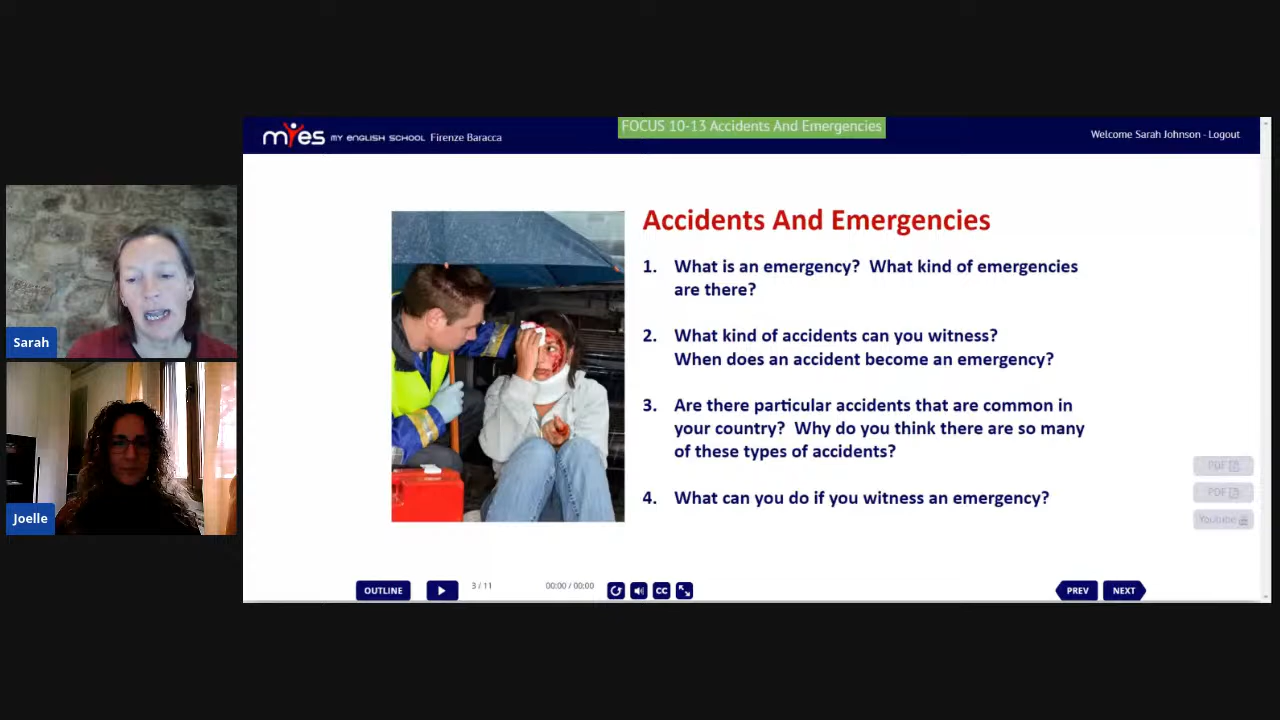 myes MY ENGLISH SCHOOL Firenze Baracca
FOCUS 10-13 Accidents And Emergencies
Welcome Sarah Johnson - Logout
Sarah
Joelle
Accidents And Emergencies
1. What is an emergency? What kind of emergencies
are there?
2. What kind of accidents can you witness?
When does an accident become an emergency?
3. Are there particular accidents that are common in
your country? Why do you think there are so many
of these types of accidents?
4. What can you do if you witness an emergency?
PDF
PDF
Youtube
OUTLINE
3 / 11
00:00 / 00:00
CC
PREV
NEXT